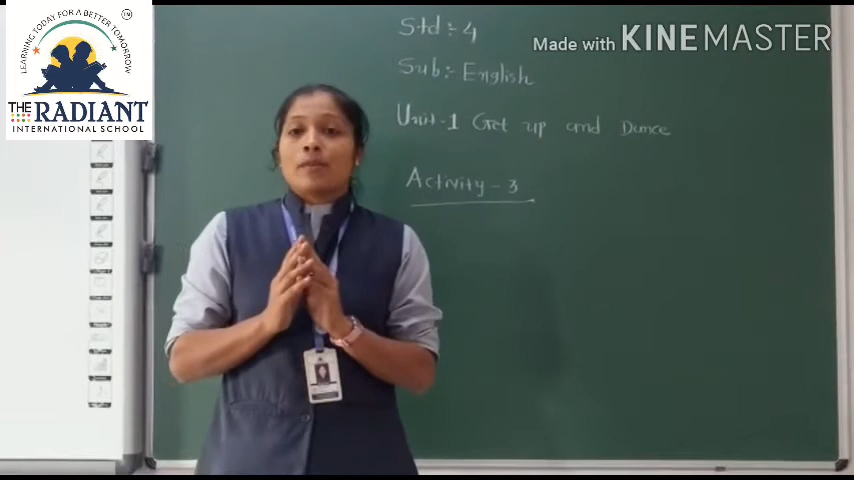 LEARNING TODAY FOR A BETTER TOMORROW
THE RADIANT
INTERNATIONAL SCHOOL
Made with KINEMASTER
Std :- 4
Sub :- English
Unit - 1 Get up and Dance
Activity - 3